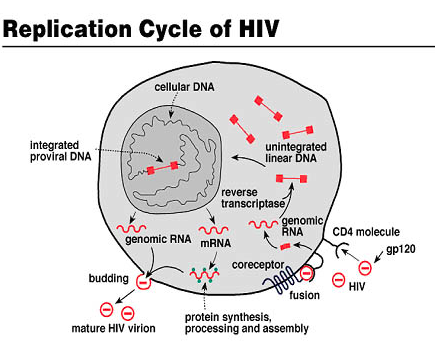 Replication Cycle of HIV
cellular DNA
integrated
proviral DNA
unintegrated
linear DNA
reverse
transcriptase
genomic RNA
mRNA
genomic
RNA
CD4 molecule
gp120
coreceptor
budding
HIV
fusion
mature HIV virion
protein synthesis,
processing and assembly